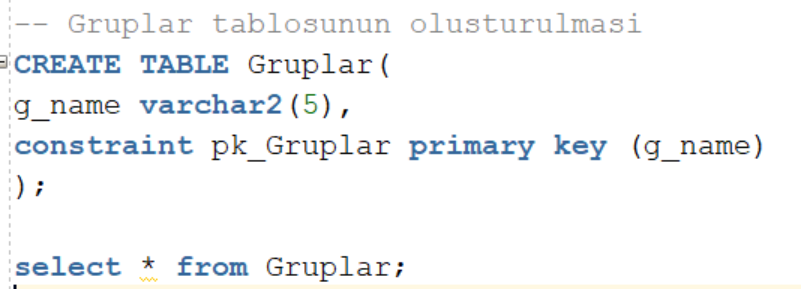 -- Gruplar tablosunun olusturulmasi
CREATE TABLE Gruplar(
g_name varchar2(5),
constraint pk_Gruplar primary key (g_name)
);
select * from Gruplar;